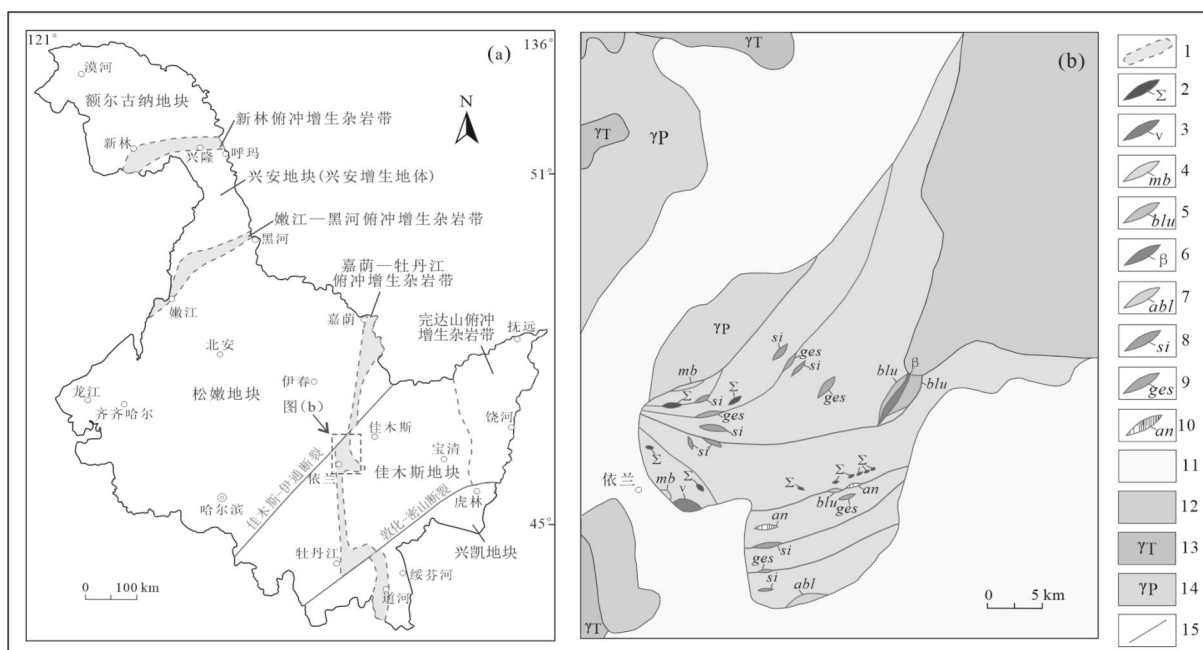 121°
136°
(a)
漠河
额尔古纳地块
N
新林俯冲增生杂岩带
新林
兴隆
呼玛
51°
兴安地块(兴安增生地体)
嫩江—黑河俯冲增生杂岩带
黑河
嘉荫—牡丹江
俯冲增生杂岩带
嫩江
嘉荫
完达山俯冲
增生杂岩带
抚远
北安
伊春
龙江
齐齐哈尔
松嫩地块
图(b)
饶河
佳木斯
宝清
依兰
佳木斯地块
佳木斯-伊通断裂
哈尔滨
虎林
敦化-密山断裂
45°
兴凯地块
牡丹江
绥芬河
道河
0 100 km
(b)
γT
γT
γP
γP
si
ges
si
mb
Σ
si
Σ
ges
ges
si
blu
β
blu
si
Σ
依兰
mb
ν
Σ
Σ
Σ
Σ
Σ
an
blu
ges
an
si
ges
si
abl
γT
0 5 km
1
Σ 2
ν 3
mb 4
blu 5
β 6
abl 7
si 8
ges 9
an 10
11
12
γT 13
γP 14
15